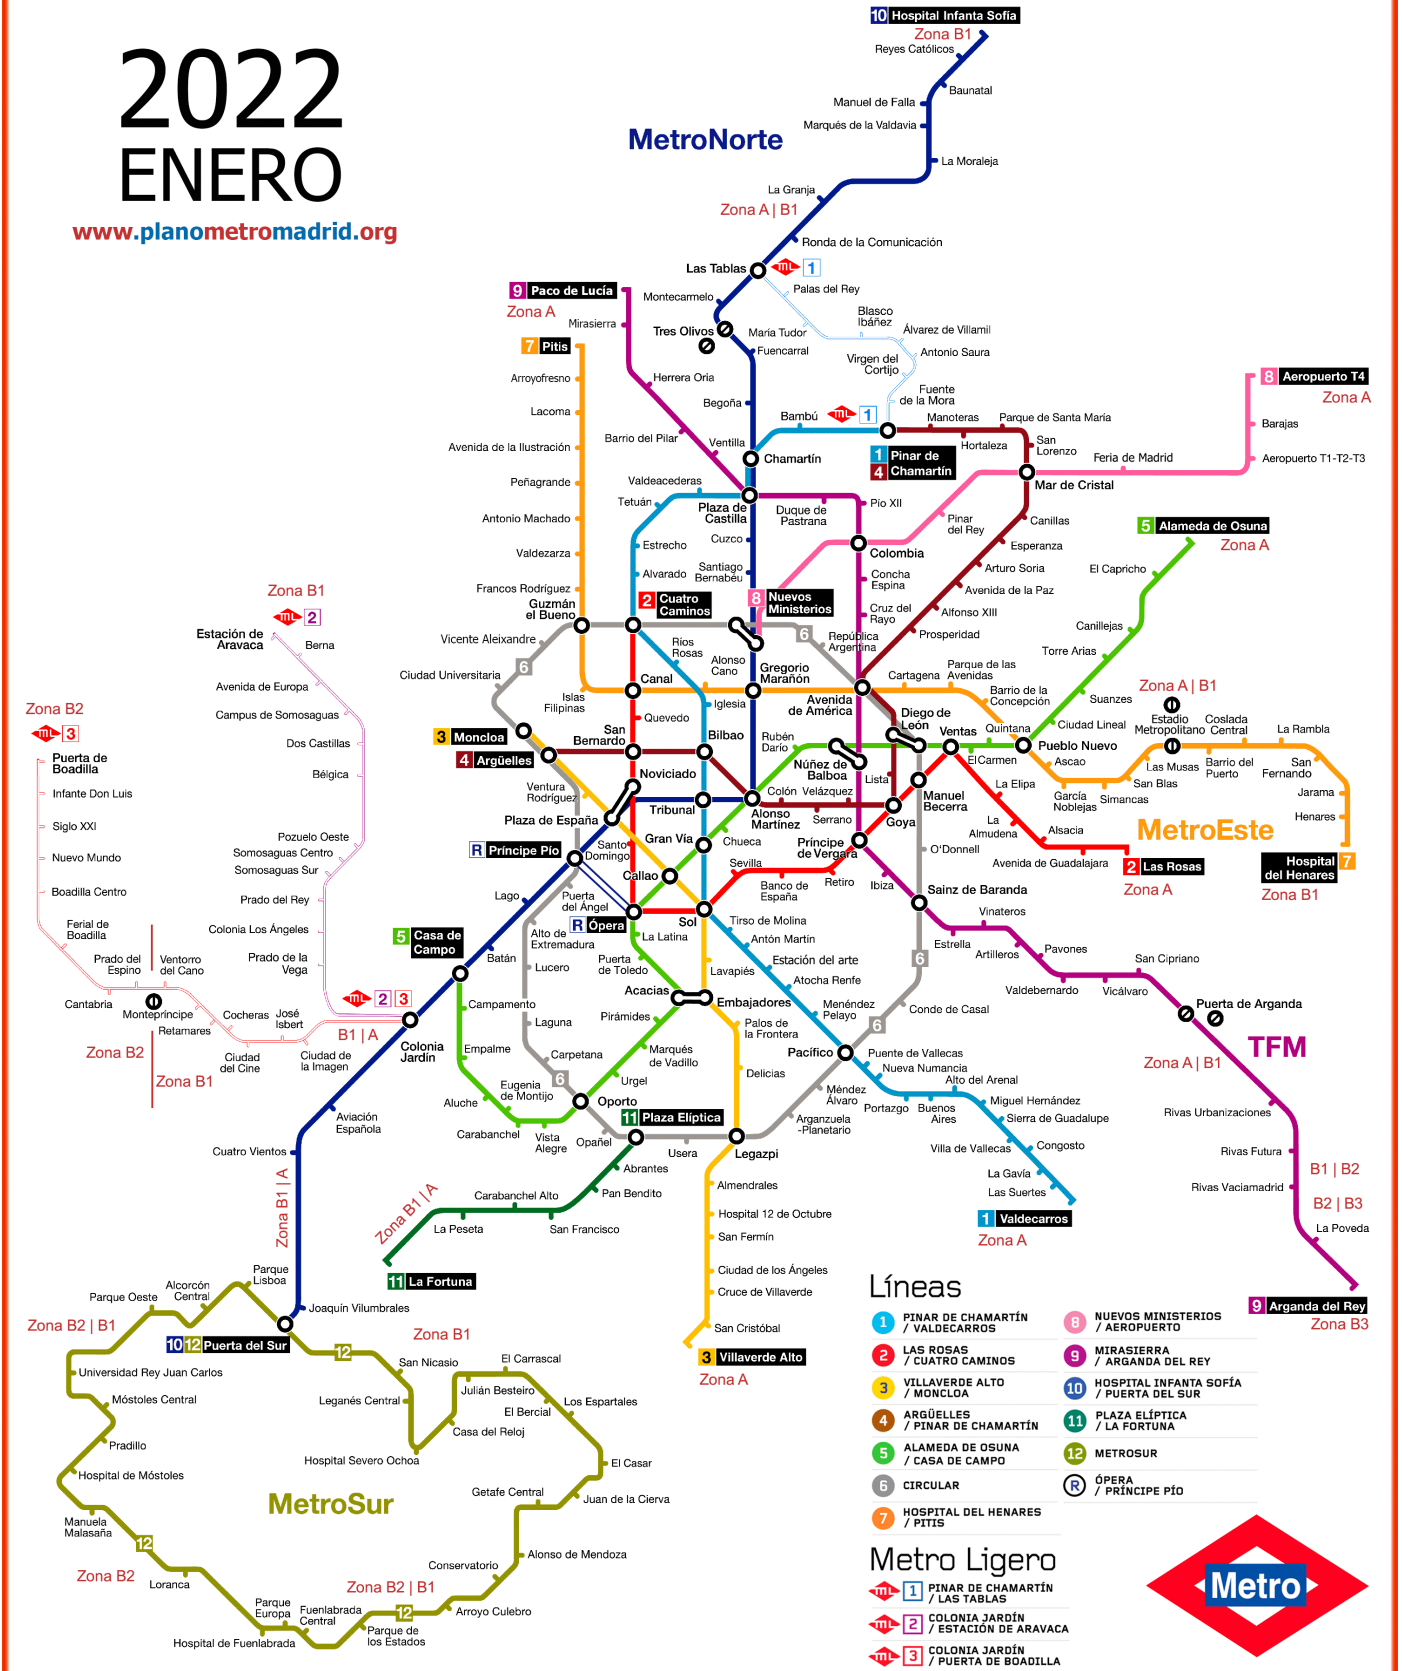 2022
ENERO
www.planometromadrid.org
MetroNorte
10 Hospital Infanta Sofía
Zona B1
Reyes Católicos
Baunatal
Manuel de Falla
Marqués de la Valdavia
La Moraleja
La Granja
Zona A | B1
Ronda de la Comunicación
Las Tablas
mL 1
Montecarmelo
Palas del Rey
Tres Olivos
María Tudor
Blasco
Ibáñez
Álvarez de Villamil
Antonio Saura
Virgen del
Cortijo
Fuente
de la Mora
Fuencarral
9 Paco de Lucía
Zona A
Mirasierra
7 Pitis
Arroyofresno
Herrera Oria
Lacoma
Begoña
Bambú
mL 1
Manoteras
Parque de Santa María
Barrio del Pilar
Ventilla
Avenida de la Ilustración
Chamartín
1 Pinar de
4 Chamartín
Hortaleza
San
Lorenzo
Feria de Madrid
8 Aeropuerto T4
Zona A
Barajas
Aeropuerto T1-T2-T3
Mar de Cristal
Peñagrande
Valdeacederas
Tetuán
Plaza de
Castilla
Duque de
Pastrana
Pío XII
Pinar
del Rey
Canillas
Antonio Machado
Estrecho
Cuzco
Colombia
Esperanza
5 Alameda de Osuna
Zona A
El Capricho
Valdezarza
Alvarado
Santiago
Bernabéu
Concha
Espina
Arturo Soria
Francos Rodríguez
Guzmán
el Bueno
2 Cuatro
Caminos
8 Nuevos
Ministerios
Cruz del
Rayo
Avenida de la Paz
Alfonso XIII
Prosperidad
Canillejas
Torre Arias
Zona B1
mL 2
Estación de
Aravaca
Berna
Vicente Aleixandre
6
Ciudad Universitaria
Rios
Rosas
Alonso
Cano
6
República
Argentina
Gregorio
Marañón
Canal
Islas
Filipinas
Cartagena
Parque de las
Avenidas
Barrio de la
Concepción
Suanzes
Avenida de Europa
Campus de Somosaguas
Quevedo
Iglesia
Avenida
de América
Diego de
León
Ventas
Quintana
Ciudad Lineal
Zona A | B1
Estadio
Metropolitano
Coslada
Central
La Rambla
Zona B2
mL 3
Puerta de
Boadilla
Dos Castillas
3 Moncloa
4 Argüelles
San
Bernardo
Bilbao
Rubén
Darío
Núñez de
Balboa
Lista
El Carmen
Pueblo Nuevo
Ascao
Las Musas
Barrio del
Puerto
San
Fernando
Infante Don Luis
Bélgica
Ventura
Rodríguez
Noviciado
Tribunal
Colón
Velázquez
Manuel
Becerra
La Elipa
García
Noblejas
Simancas
San Blas
Jarama
Henares
Siglo XXI
Plaza de España
Alonso
Martínez
Serrano
Goya
La
Almudena
Alsacia
MetroEste
Pozuelo Oeste
Somosaguas Centro
Somosaguas Sur
Nuevo Mundo
R Príncipe Pío
Santo
Domingo
Gran Vía
Chueca
Príncipe
de Vergara
O'Donnell
Avenida de Guadalajara
2 Las Rosas
Zona A
Hospital 7
del Henares
Zona B1
Boadilla Centro
Prado del Rey
Lago
Puerta
del Ángel
Callao
Sevilla
Banco de
España
Retiro
Ibiza
Sainz de Baranda
Ferial de
Boadilla
Colonia Los Ángeles
5 Casa de
Campo
Alto de
Extremadura
R Ópera
Sol
Tirso de Molina
Vinateros
Prado del
Espino
Ventorro
del Cano
Prado de la
Vega
Batán
Lucero
La Latina
Puerta
de Toledo
Antón Martín
Estación del arte
Estrella
Artilleros
Pavones
San Cipriano
Cantabria
Montepríncipe
Retamares
Cocheras
José
Isbert
mL 2 3
B1 | A
Campamento
Laguna
Acacias
Lavapiés
Embajadores
Atocha Renfe
Menéndez
Pelayo
6
Conde de Casal
Valdebernardo
Vicálvaro
Puerta de Arganda
Zona B2
Zona B1
Ciudad
del Cine
Ciudad de
la Imagen
Colonia
Jardín
Empalme
Carpetana
Pirámides
Palos de
la Frontera
6
Pacífico
Puente de Vallecas
Nueva Numancia
TFM
Zona A | B1
Eugenia
de Montijo
6
Marqués
de Vadillo
Urgel
Delicias
Méndez
Álvaro
Alto del Arenal
Aluche
Oporto
Arganzuela
-Planetario
Portazgo
Buenos
Aires
Miguel Hernández
Sierra de Guadalupe
Rivas Urbanizaciones
Aviación
Española
Carabanchel
Vista
Alegre
Opañel
11 Plaza Elíptica
Usera
Legazpi
Villa de Vallecas
Congosto
Cuatro Vientos
Abrantes
La Gavía
Rivas Futura
B1 | B2
Zona B1 | A
Zona B1 | A
Carabanchel Alto
Pan Bendito
Almendrales
Las Suertes
Rivas Vaciamadrid
B2 | B3
La Peseta
San Francisco
Hospital 12 de Octubre
1 Valdecarros
Zona A
La Poveda
San Fermín
Parque
Lisboa
11 La Fortuna
Ciudad de los Ángeles
Alcorcón
Central
Cruce de Villaverde
Parque Oeste
Joaquín Vilumbrales
San Cristóbal
9 Arganda del Rey
Zona B3
Zona B2 | B1
10 12 Puerta del Sur
Zona B1
3 Villaverde Alto
Zona A
12
San Nicasio
El Carrascal
Universidad Rey Juan Carlos
Móstoles Central
Leganés Central
Julián Besteiro
El Bercial
Los Espartales
Casa del Reloj
Pradillo
Hospital Severo Ochoa
El Casar
Hospital de Móstoles
Getafe Central
Juan de la Cierva
MetroSur
Manuela
Malasaña
12
Alonso de Mendoza
Zona B2
Loranca
Conservatorio
Zona B2 | B1
Parque
Europa
Fuenlabrada
Central
12
Arroyo Culebro
Hospital de Fuenlabrada
Parque de
los Estados
Líneas
1 PINAR DE CHAMARTÍN
/ VALDECARROS
2 LAS ROSAS
/ CUATRO CAMINOS
3 VILLAVERDE ALTO
/ MONCLOA
4 ARGÜELLES
/ PINAR DE CHAMARTÍN
5 ALAMEDA DE OSUNA
/ CASA DE CAMPO
6 CIRCULAR
7 HOSPITAL DEL HENARES
/ PITIS
8 NUEVOS MINISTERIOS
/ AEROPUERTO
9 MIRASIERRA
/ ARGANDA DEL REY
10 HOSPITAL INFANTA SOFÍA
/ PUERTA DEL SUR
11 PLAZA ELÍPTICA
/ LA FORTUNA
12 METROSUR
R ÓPERA
/ PRÍNCIPE PÍO
Metro Ligero
mL 1 PINAR DE CHAMARTÍN
/ LAS TABLAS
mL 2 COLONIA JARDÍN
/ ESTACIÓN DE ARAVACA
mL 3 COLONIA JARDÍN
/ PUERTA DE BOADILLA
Metro